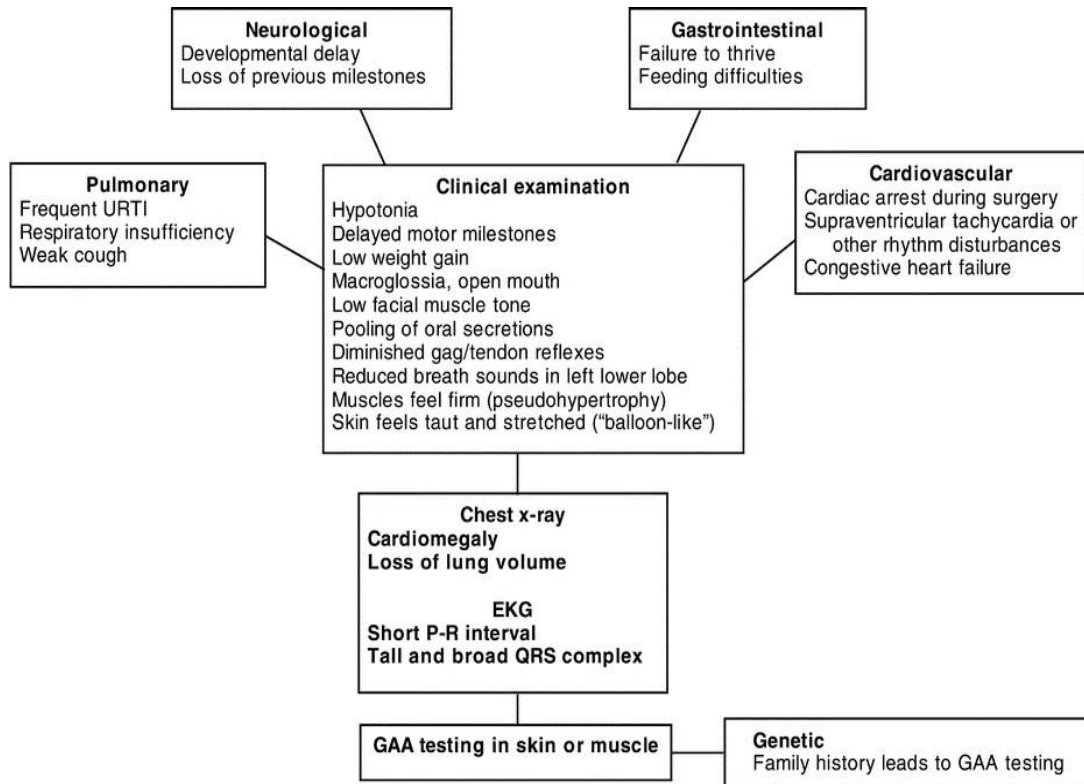 Neurological
Developmental delay
Loss of previous milestones
Gastrointestinal
Failure to thrive
Feeding difficulties
Pulmonary
Frequent URTI
Respiratory insufficiency
Weak cough
Clinical examination
Hypotonia
Delayed motor milestones
Low weight gain
Macroglossia, open mouth
Low facial muscle tone
Pooling of oral secretions
Diminished gag/tendon reflexes
Reduced breath sounds in left lower lobe
Muscles feel firm (pseudohypertrophy)
Skin feels taut and stretched (“balloon-like”)
Cardiovascular
Cardiac arrest during surgery
Supraventricular tachycardia or
other rhythm disturbances
Congestive heart failure
Chest x-ray
Cardiomegaly
Loss of lung volume
EKG
Short P-R interval
Tall and broad QRS complex
GAA testing in skin or muscle
Genetic
Family history leads to GAA testing